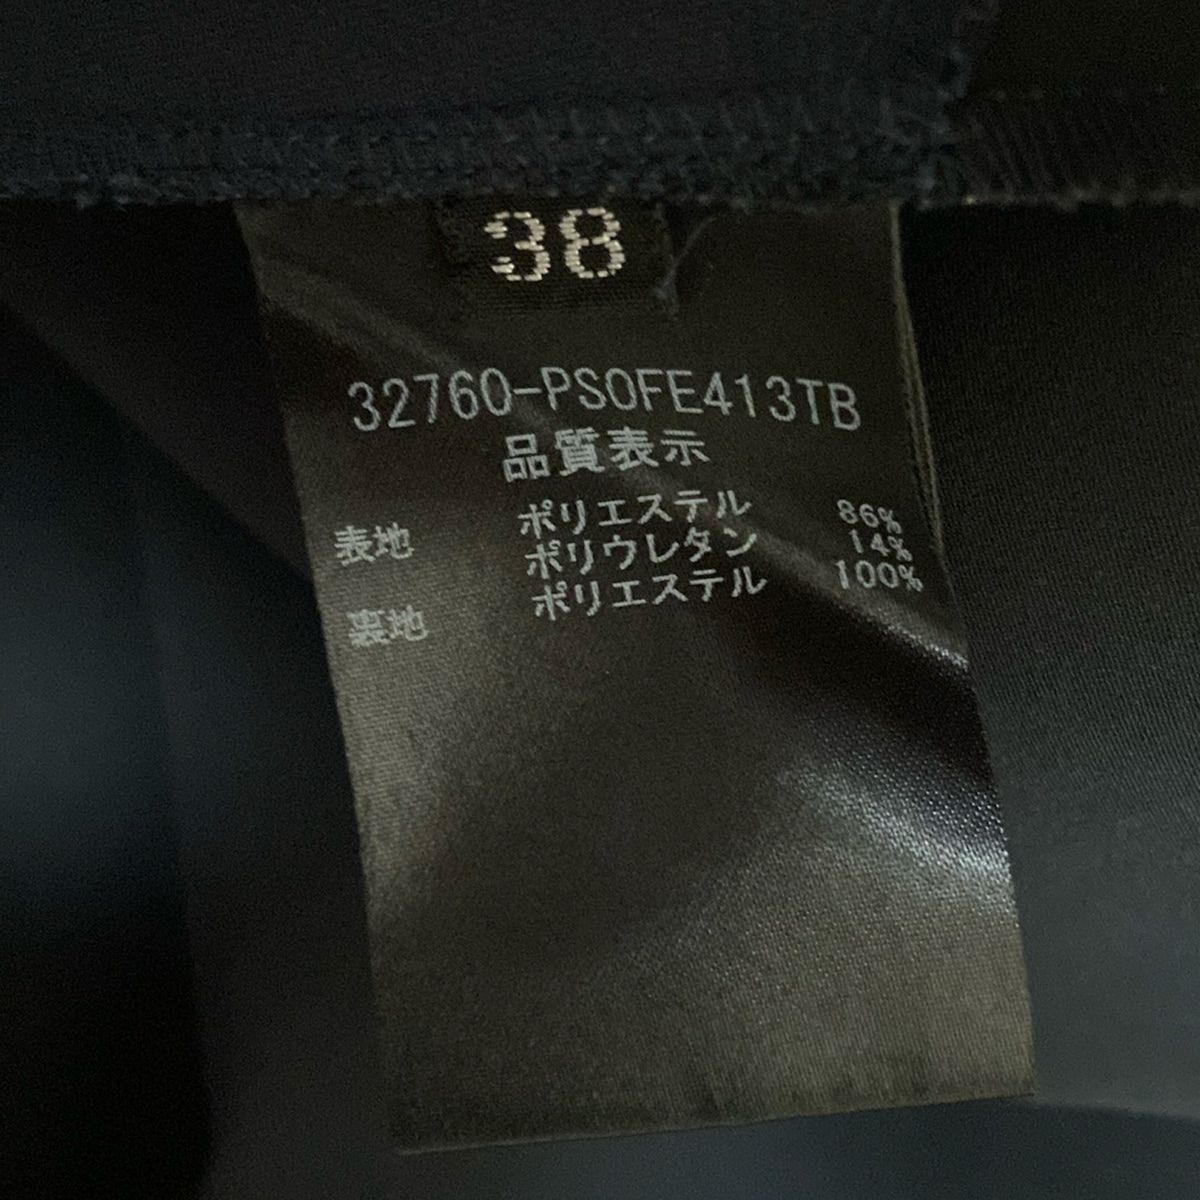 38
32760-PS0FE413TB
品質表示
表地 ポリエステル 86%
ポリウレタン 14%
裏地 ポリエステル 100%